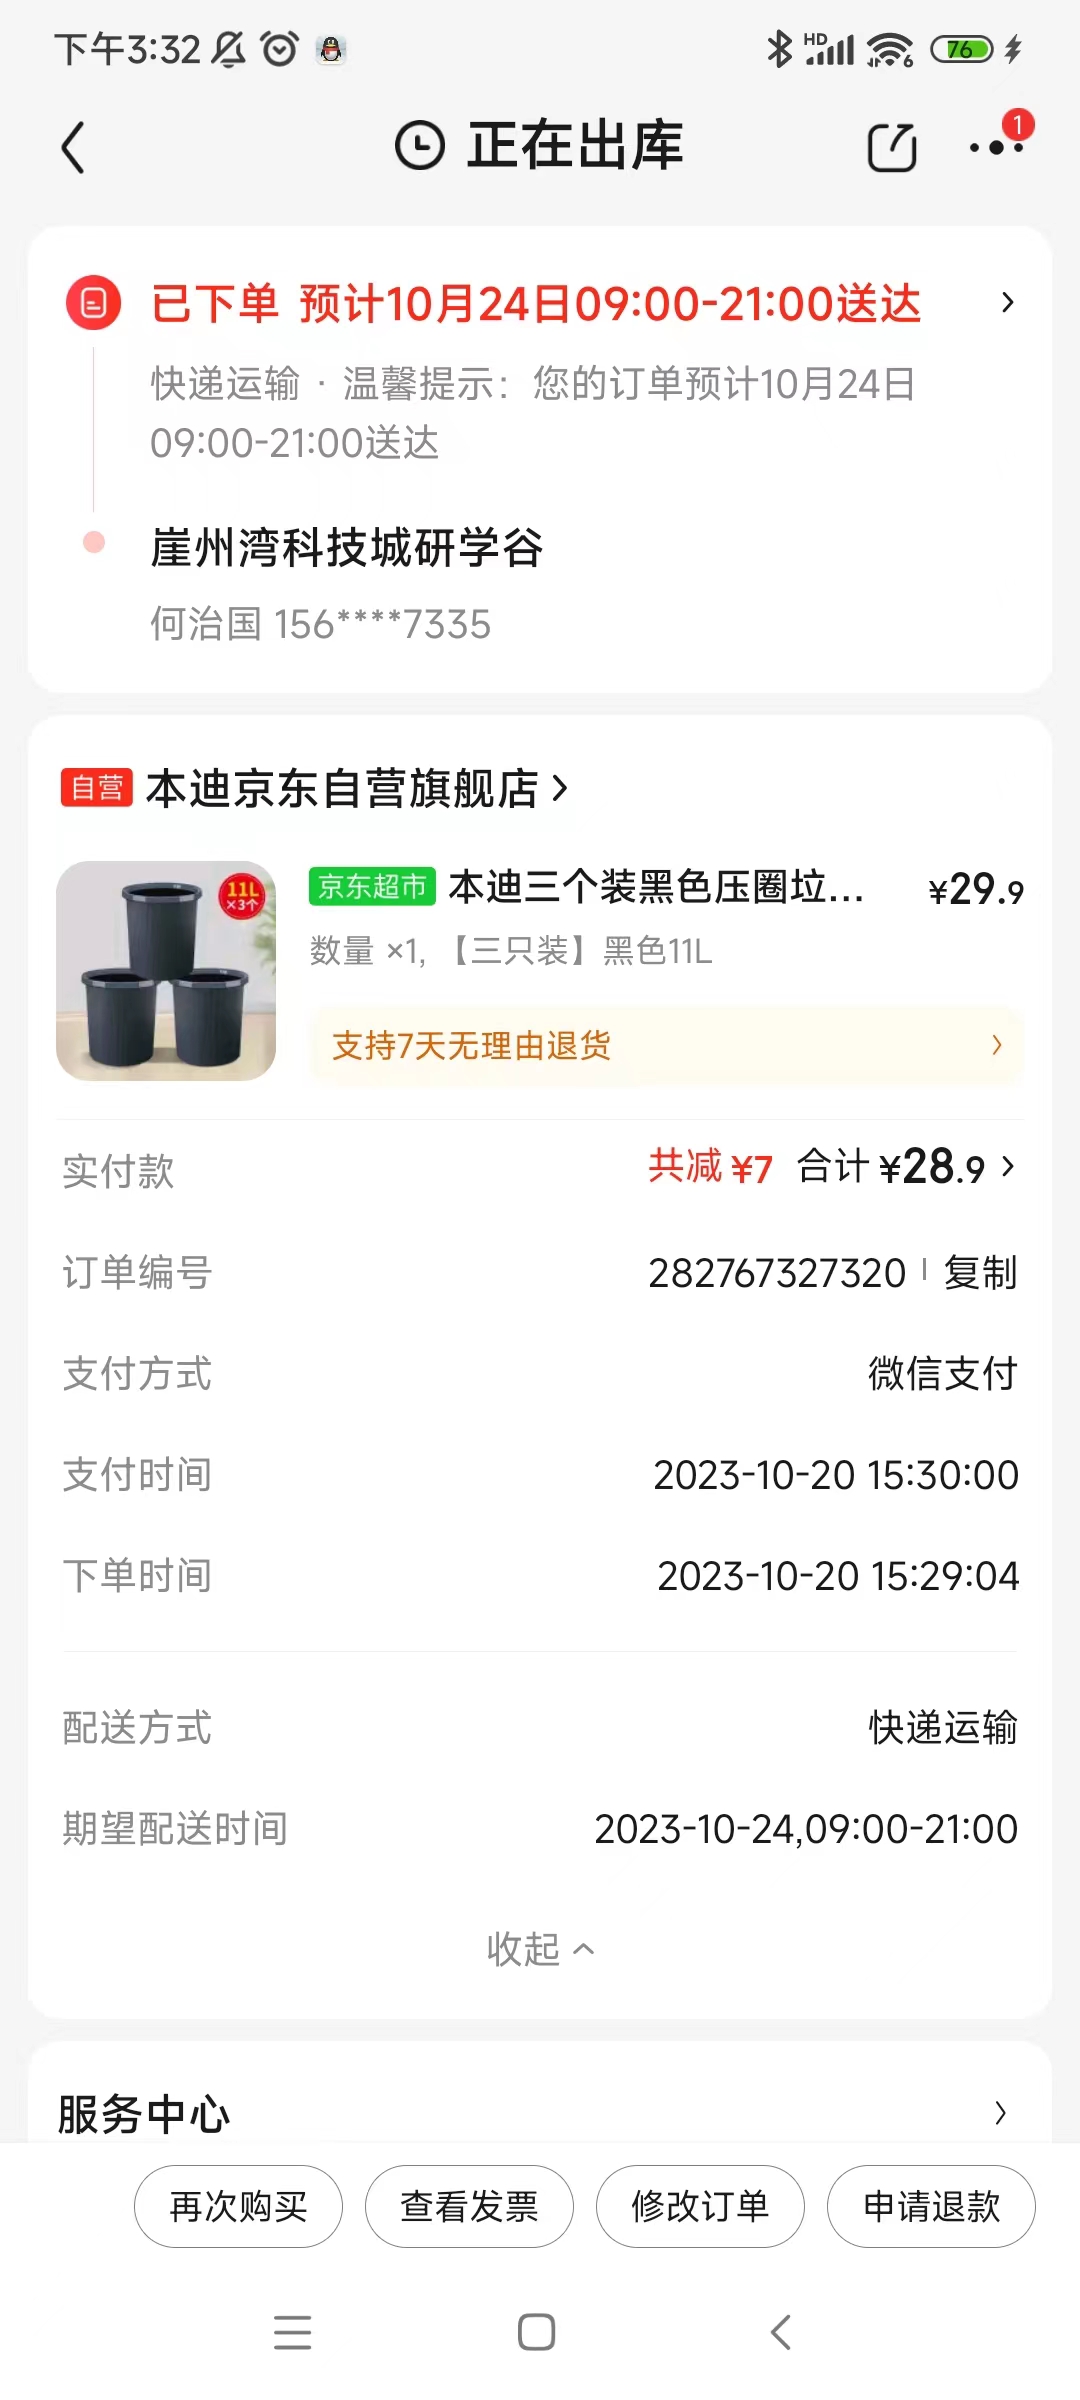 下午3:32
HD
6
76
正在出库
1
已下单 预计10月24日09:00-21:00送达
快递运输 · 温馨提示：您的订单预计10月24日
09:00-21:00送达
崖州湾科技城研学谷
何治国 156****7335
自营 本迪京东自营旗舰店
11L
×3个
京东超市 本迪三个装黑色压圈垃... ¥29.9
数量 ×1, 【三只装】黑色11L
支持7天无理由退货
实付款 共减 ¥7 合计 ¥28.9
订单编号 282767327320 | 复制
支付方式 微信支付
支付时间 2023-10-20 15:30:00
下单时间 2023-10-20 15:29:04
配送方式 快递运输
期望配送时间 2023-10-24,09:00-21:00
收起
服务中心
再次购买 查看发票 修改订单 申请退款